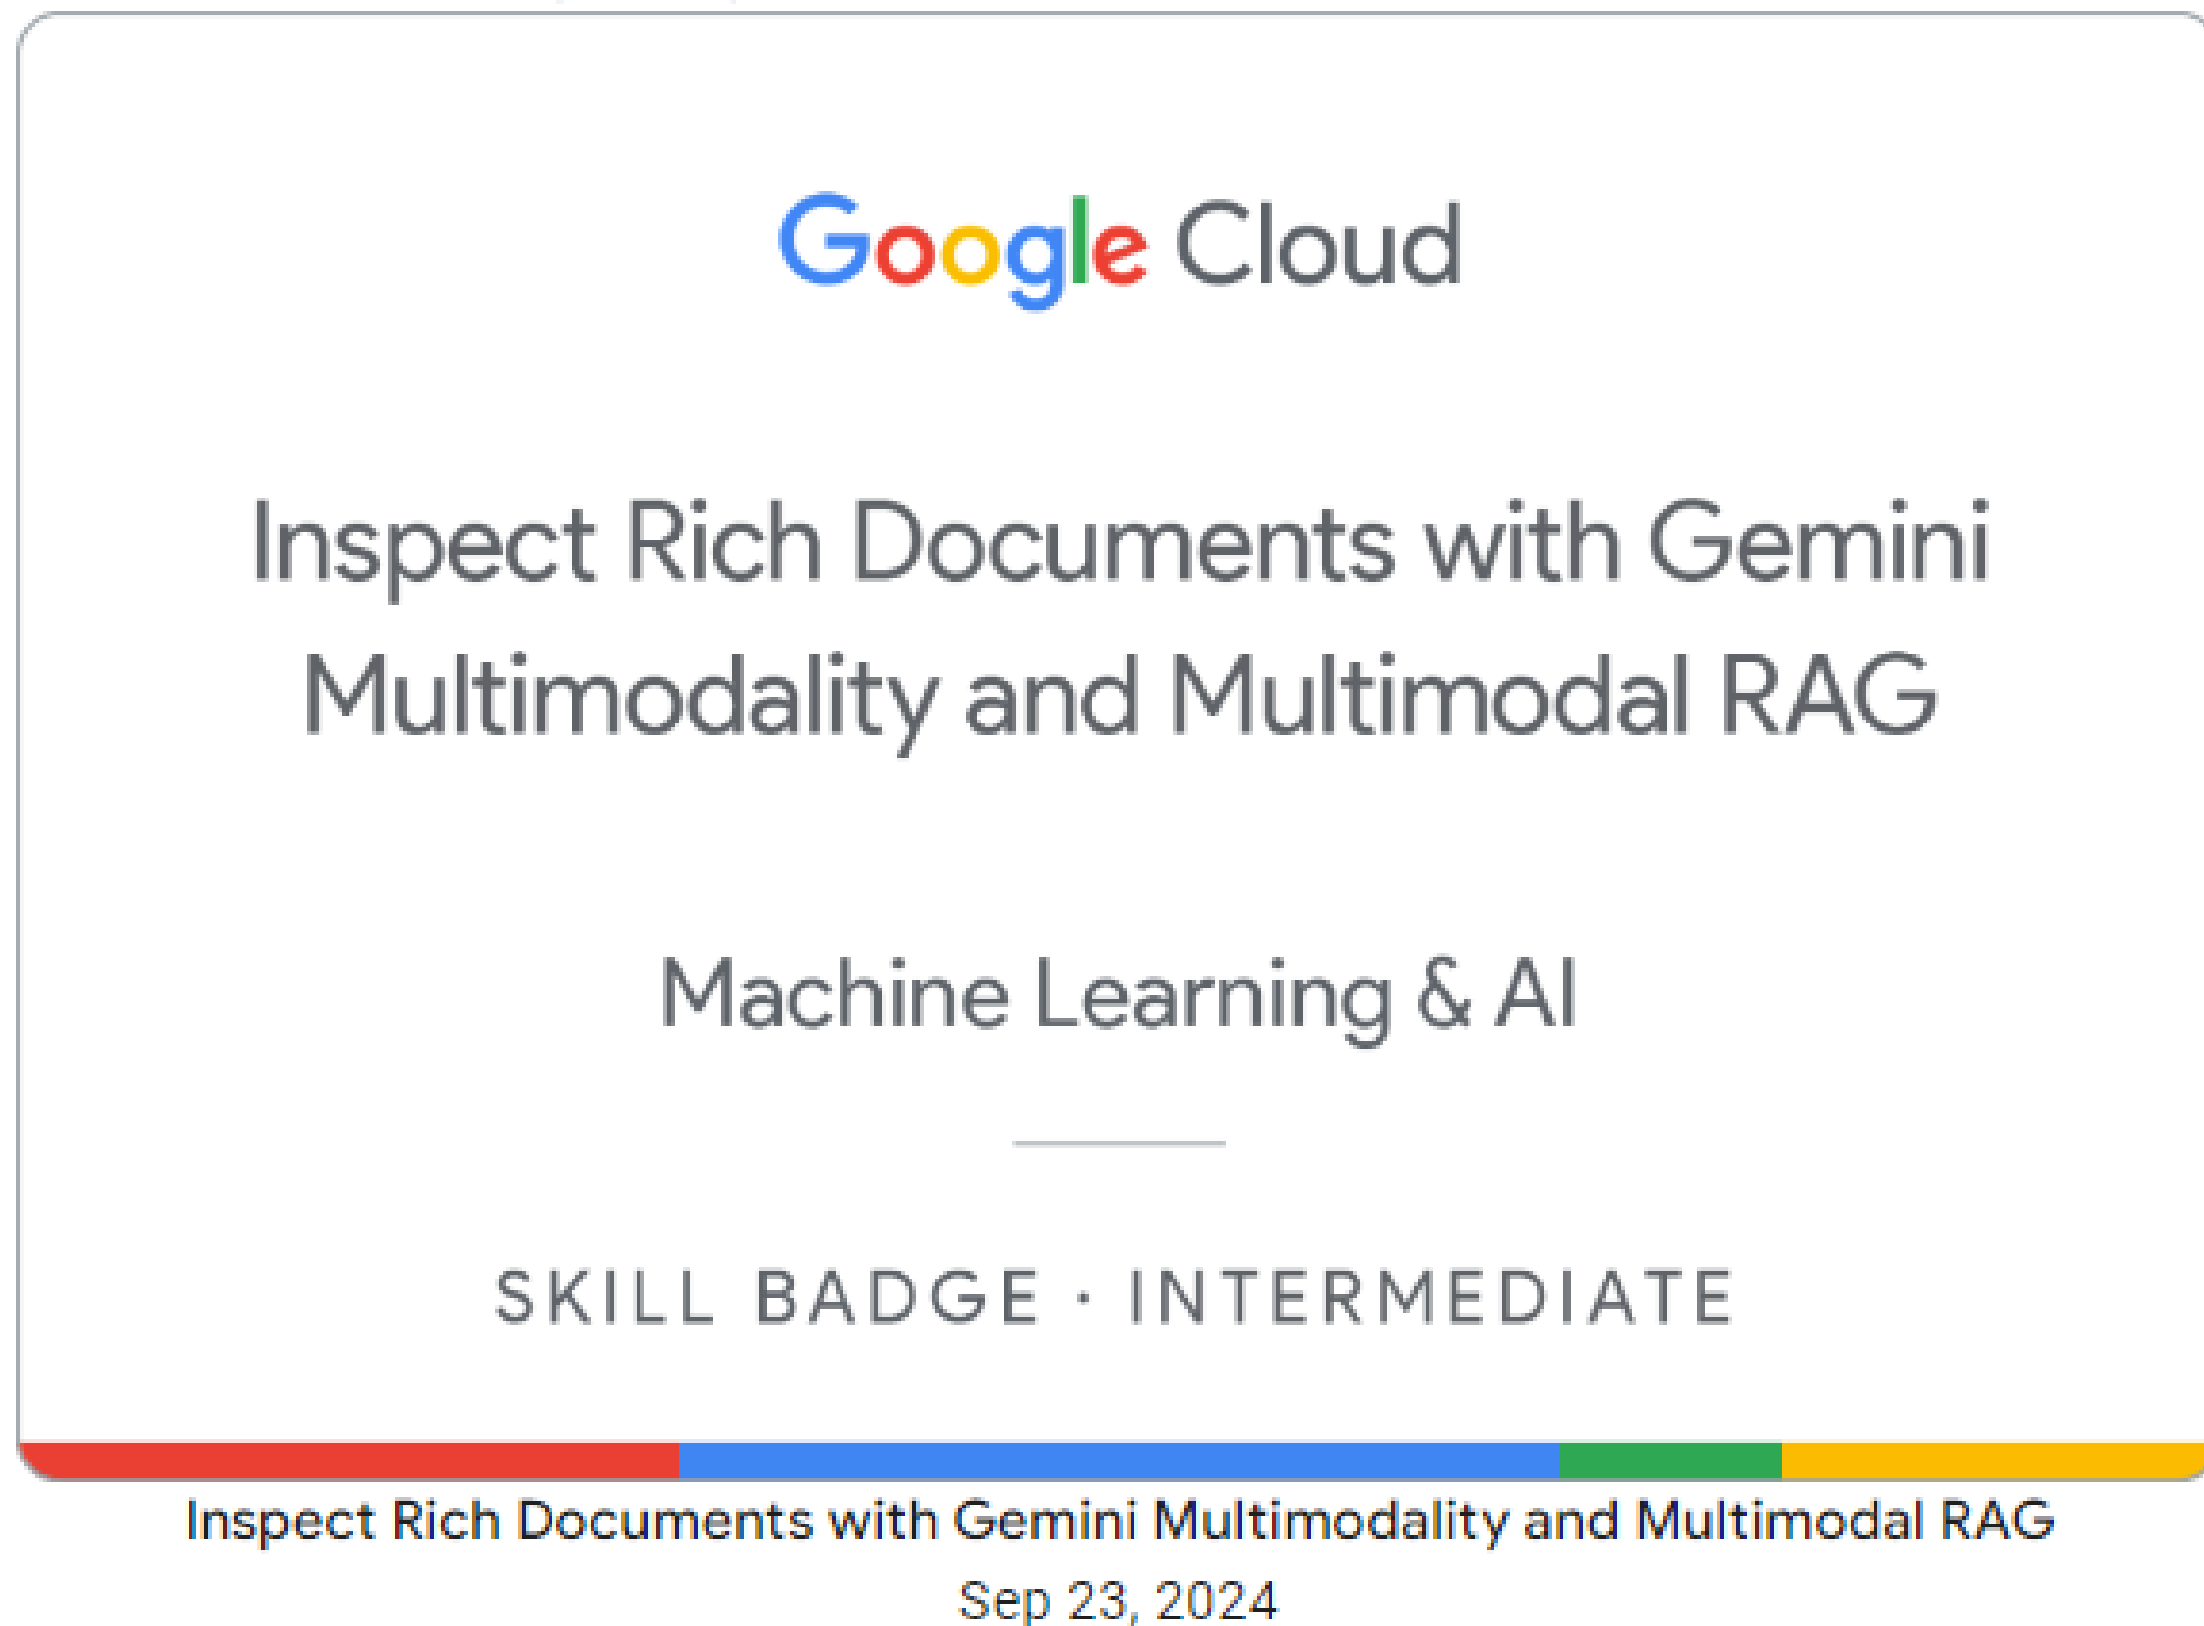 Google Cloud
Inspect Rich Documents with Gemini
Multimodality and Multimodal RAG
Machine Learning & AI
SKILL BADGE · INTERMEDIATE
Inspect Rich Documents with Gemini Multimodality and Multimodal RAG
Sep 23, 2024